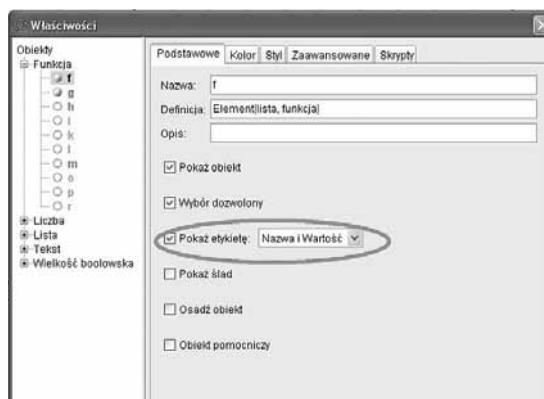 Właściwości
Obiekty
Funkcja
f
g
h
i
k
l
m
o
p
r
Liczba
Lista
Tekst
Wielkość boolowska
Podstawowe Kolor Styl Zaawansowane Skrypty
Nazwa: f
Definicja: Element[lista, funkcja]
Opis:
Pokaż obiekt
Wybór dozwolony
Pokaż etykietę: Nazwa i Wartość
Pokaż ślad
Osadź obiekt
Obiekt pomocniczy